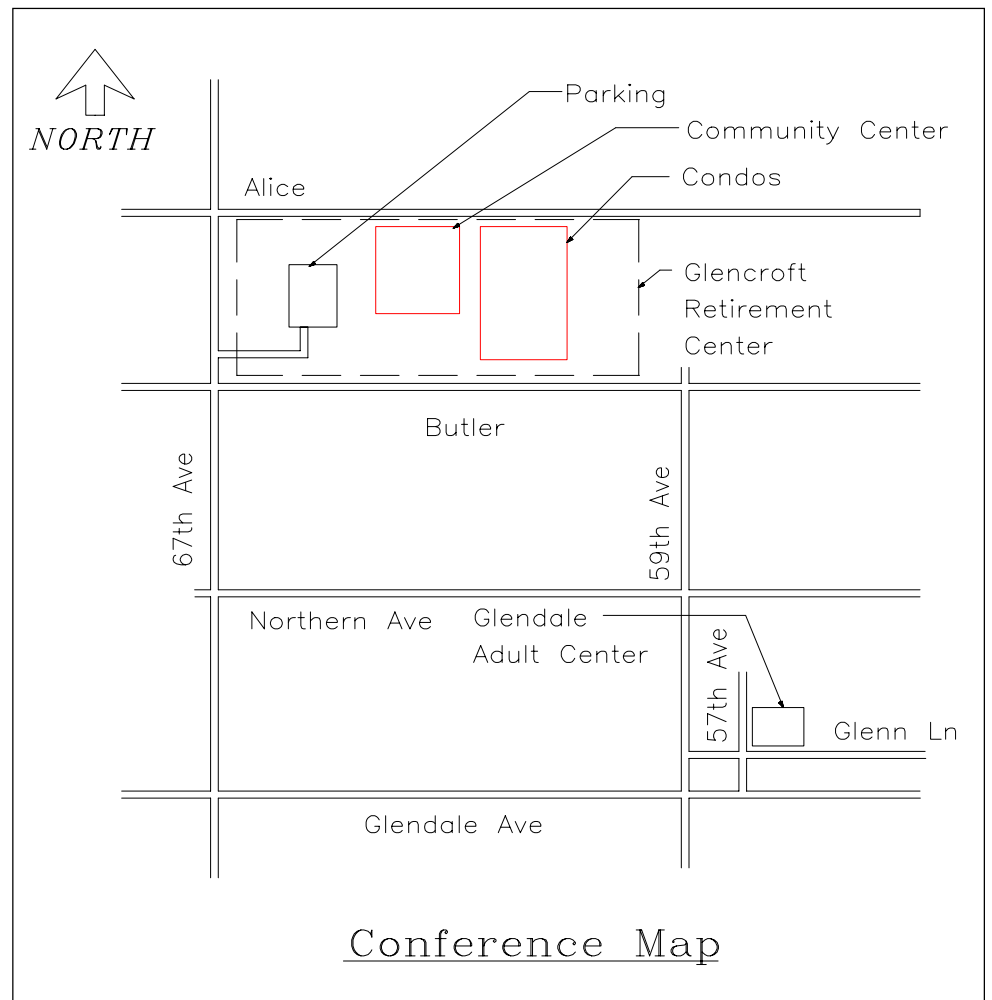 Parking
Community Center
NORTH
Condos
Alice
Glencroft
Retirement
Center
Butler
67th Ave
59th Ave
Northern Ave
Glendale
Adult Center
57th Ave
Glenn Ln
Glendale Ave
Conference Map